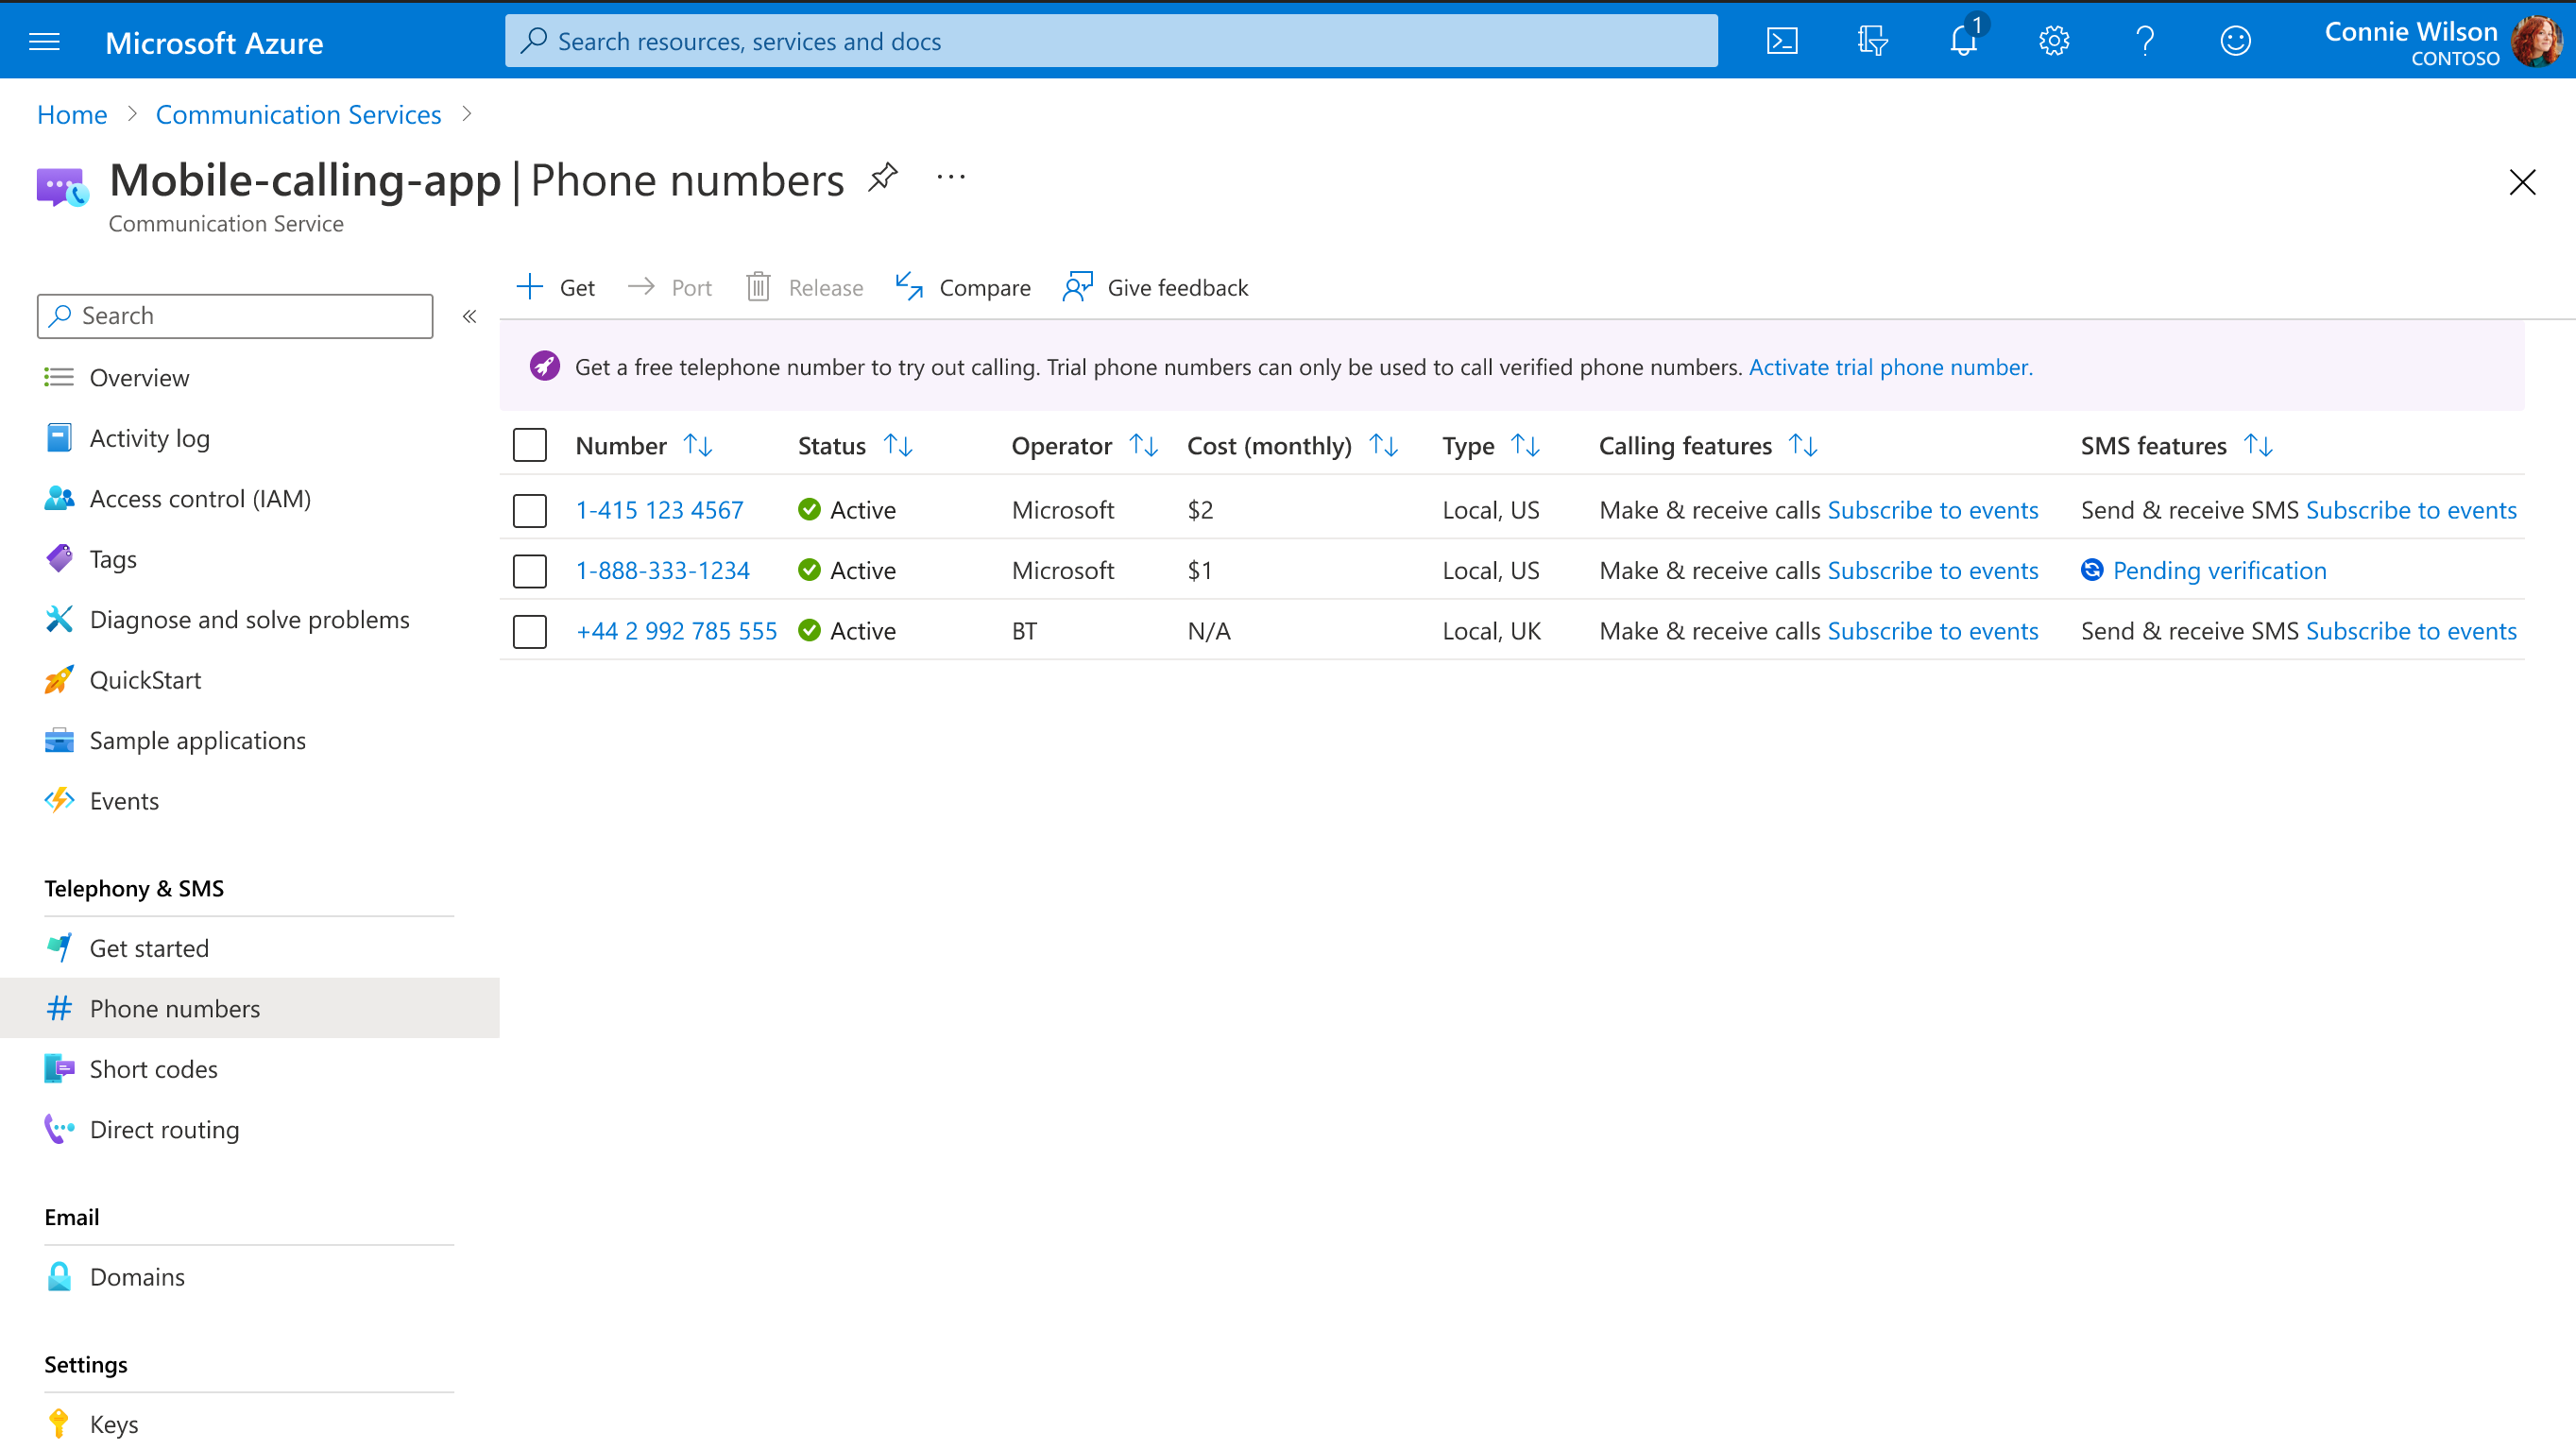 Microsoft Azure
Search resources, services and docs
1
Connie Wilson
CONTOSO
Home
Communication Services
Mobile-calling-app | Phone numbers
...
Communication Service
Search
«
Get
Port
Release
Compare
Give feedback
Overview
Activity log
Access control (IAM)
Tags
Diagnose and solve problems
QuickStart
Sample applications
Events
Telephony & SMS
Get started
Phone numbers
Short codes
Direct routing
Email
Domains
Settings
Keys
Get a free telephone number to try out calling. Trial phone numbers can only be used to call verified phone numbers. Activate trial phone number.
Number Status Operator Cost (monthly) Type Calling features SMS features
1-415 123 4567 Active Microsoft $2 Local, US Make & receive calls Subscribe to events Send & receive SMS Subscribe to events
1-888-333-1234 Active Microsoft $1 Local, US Make & receive calls Subscribe to events Pending verification
+44 2 992 785 555 Active BT N/A Local, UK Make & receive calls Subscribe to events Send & receive SMS Subscribe to events